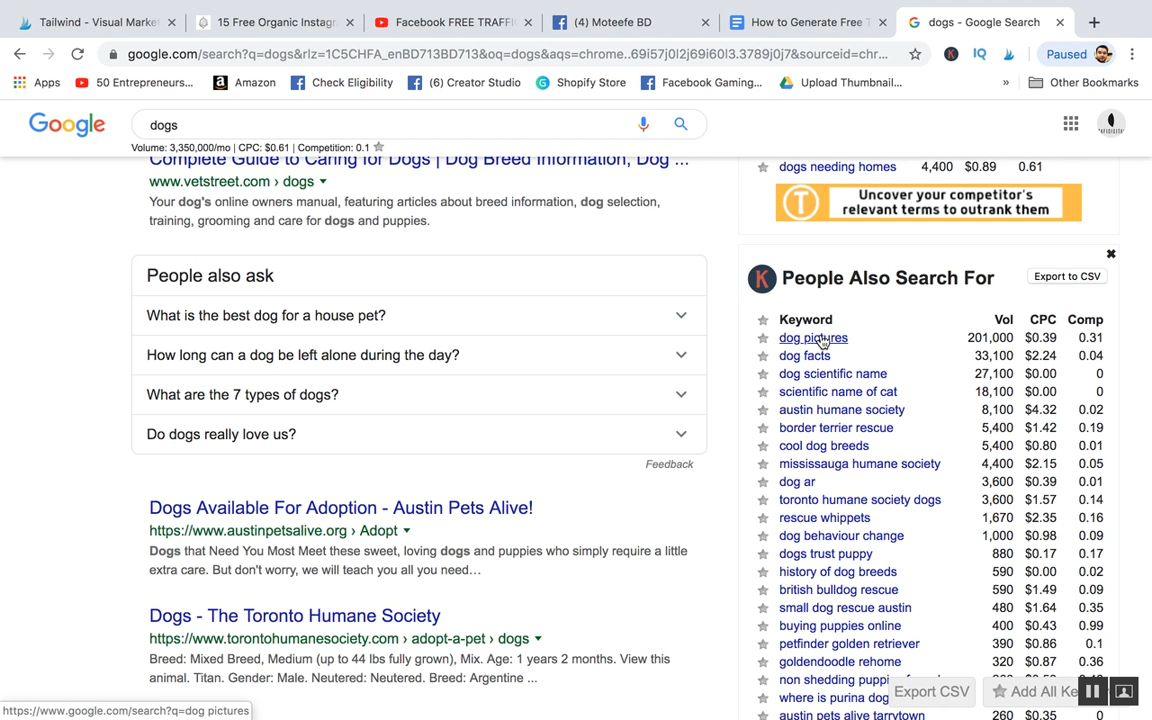 Tailwind - Visual Market
15 Free Organic Instag
Facebook FREE TRAFFI
(4) Moteefe BD
How to Generate Free T
dogs - Google Search
google.com/search?q=dogs&rlz=1C5CHFA_enBD713BD713&oq=dogs&aqs=chrome..69i57j0l2j69i60l3.3789j0j7&sourceid=chr...
Paused
Apps
50 Entrepreneurs...
Amazon
Check Eligibility
(6) Creator Studio
Shopify Store
Facebook Gaming...
Upload Thumbnail...
»
Other Bookmarks
Google
dogs
Volume: 3,350,000/mo | CPC: $0.61 | Competition: 0.1
Complete Guide to Caring for Dogs | Dog Breed Information, Dog ...
www.vetstreet.com › dogs
Your dog's online owners manual, featuring articles about breed information, dog selection,
training, grooming and care for dogs and puppies.
People also ask
What is the best dog for a house pet?
How long can a dog be left alone during the day?
What are the 7 types of dogs?
Do dogs really love us?
Feedback
Dogs Available For Adoption - Austin Pets Alive!
https://www.austinpetsalive.org › Adopt
Dogs that Need You Most Meet these sweet, loving dogs and puppies who simply require a little
extra care. But don't worry, we will teach you all you need...
Dogs - The Toronto Humane Society
https://www.torontohumanesociety.com › adopt-a-pet › dogs
Breed: Mixed Breed, Medium (up to 44 lbs fully grown), Mix. Age: 1 years 2 months. View this
animal. Titan. Gender: Male. Neutered: Neutered. Breed: Argentine ...
https://www.google.com/search?q=dog pictures
dogs needing homes 4,400 $0.89 0.61
T Uncover your competitor's
relevant terms to outrank them
K People Also Search For
Export to CSV
Keyword Vol CPC Comp
dog pictures 201,000 $0.39 0.31
dog facts 33,100 $2.24 0.04
dog scientific name 27,100 $0.00 0
scientific name of cat 18,100 $0.00 0
austin humane society 8,100 $4.32 0.02
border terrier rescue 5,400 $1.42 0.19
cool dog breeds 5,400 $0.80 0.01
mississauga humane society 4,400 $2.15 0.05
dog ar 3,600 $0.39 0.01
toronto humane society dogs 3,600 $1.57 0.14
rescue whippets 1,670 $2.35 0.16
dog behaviour change 1,000 $0.98 0.09
dogs trust puppy 880 $0.17 0.17
history of dog breeds 590 $0.00 0.02
british bulldog rescue 590 $1.49 0.09
small dog rescue austin 480 $1.64 0.35
buying puppies online 400 $0.43 0.99
petfinder golden retriever 390 $0.86 0.1
goldendoodle rehome 320 $0.87 0.36
non shedding
where is purina dog
austin pets alive tarrytown 260 $0.35 0
Export CSV
Add All Ke